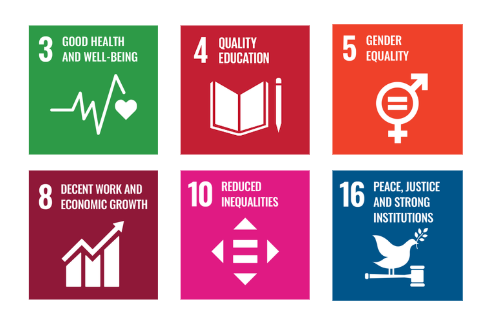 3 GOOD HEALTH
AND WELL-BEING
4 QUALITY
EDUCATION
5 GENDER
EQUALITY
8 DECENT WORK AND
ECONOMIC GROWTH
10 REDUCED
INEQUALITIES
16 PEACE, JUSTICE
AND STRONG
INSTITUTIONS